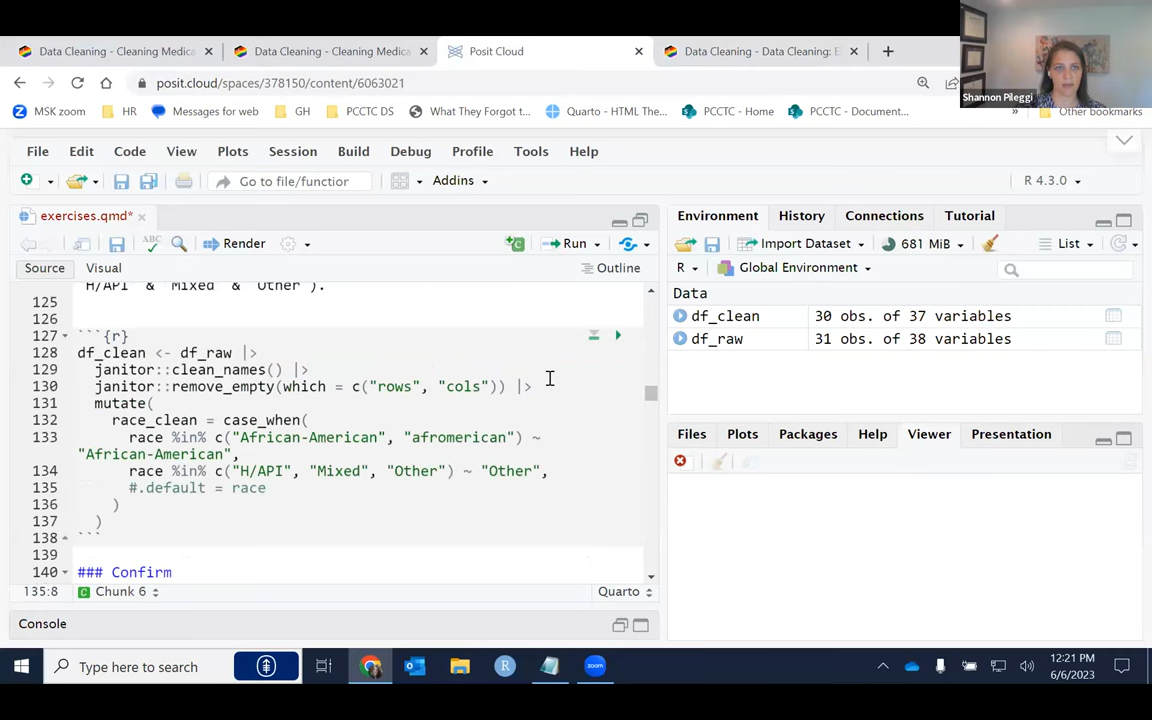 Data Cleaning - Cleaning Medica
Data Cleaning - Cleaning Medica
Posit Cloud
Data Cleaning - Data Cleaning: E
posit.cloud/spaces/378150/content/6063021
Shannon Pileggi
MSK zoom
HR
Messages for web
GH
PCCTC DS
What They Forgot t...
Quarto - HTML The...
PCCTC - Home
PCCTC - Document...
»
Other bookmarks
File Edit Code View Plots Session Build Debug Profile Tools Help
Go to file/functior
Addins
R 4.3.0
exercises.qmd*
Render
Run
Source Visual
Outline
H/API & Mixed & Other ).
125
126
127 ```{r}
128 df_clean <- df_raw |>
129 janitor::clean_names() |>
130 janitor::remove_empty(which = c("rows", "cols")) |>
131 mutate(
132 race_clean = case_when(
133 race %in% c("African-American", "afromerican") ~
"African-American",
134 race %in% c("H/API", "Mixed", "Other") ~ "Other",
135 #.default = race
136 )
137 )
138 ```
139
140 ### Confirm
135:8 Chunk 6
Quarto
Console
Environment History Connections Tutorial
Import Dataset
681 MiB
List
R Global Environment
Data
df_clean 30 obs. of 37 variables
df_raw 31 obs. of 38 variables
Files Plots Packages Help Viewer Presentation
Type here to search
12:21 PM
6/6/2023